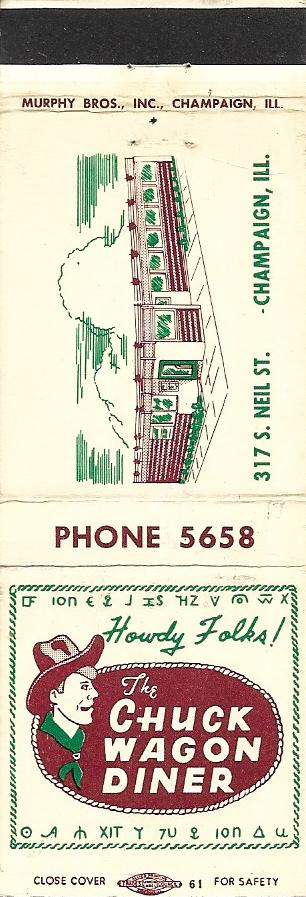 MURPHY BROS., INC., CHAMPAIGN, ILL.
317 S. NEIL ST. - CHAMPAIGN, ILL.
PHONE 5658
Howdy Folks!
The
CHUCK
WAGON
DINER
CLOSE COVER 61 FOR SAFETY